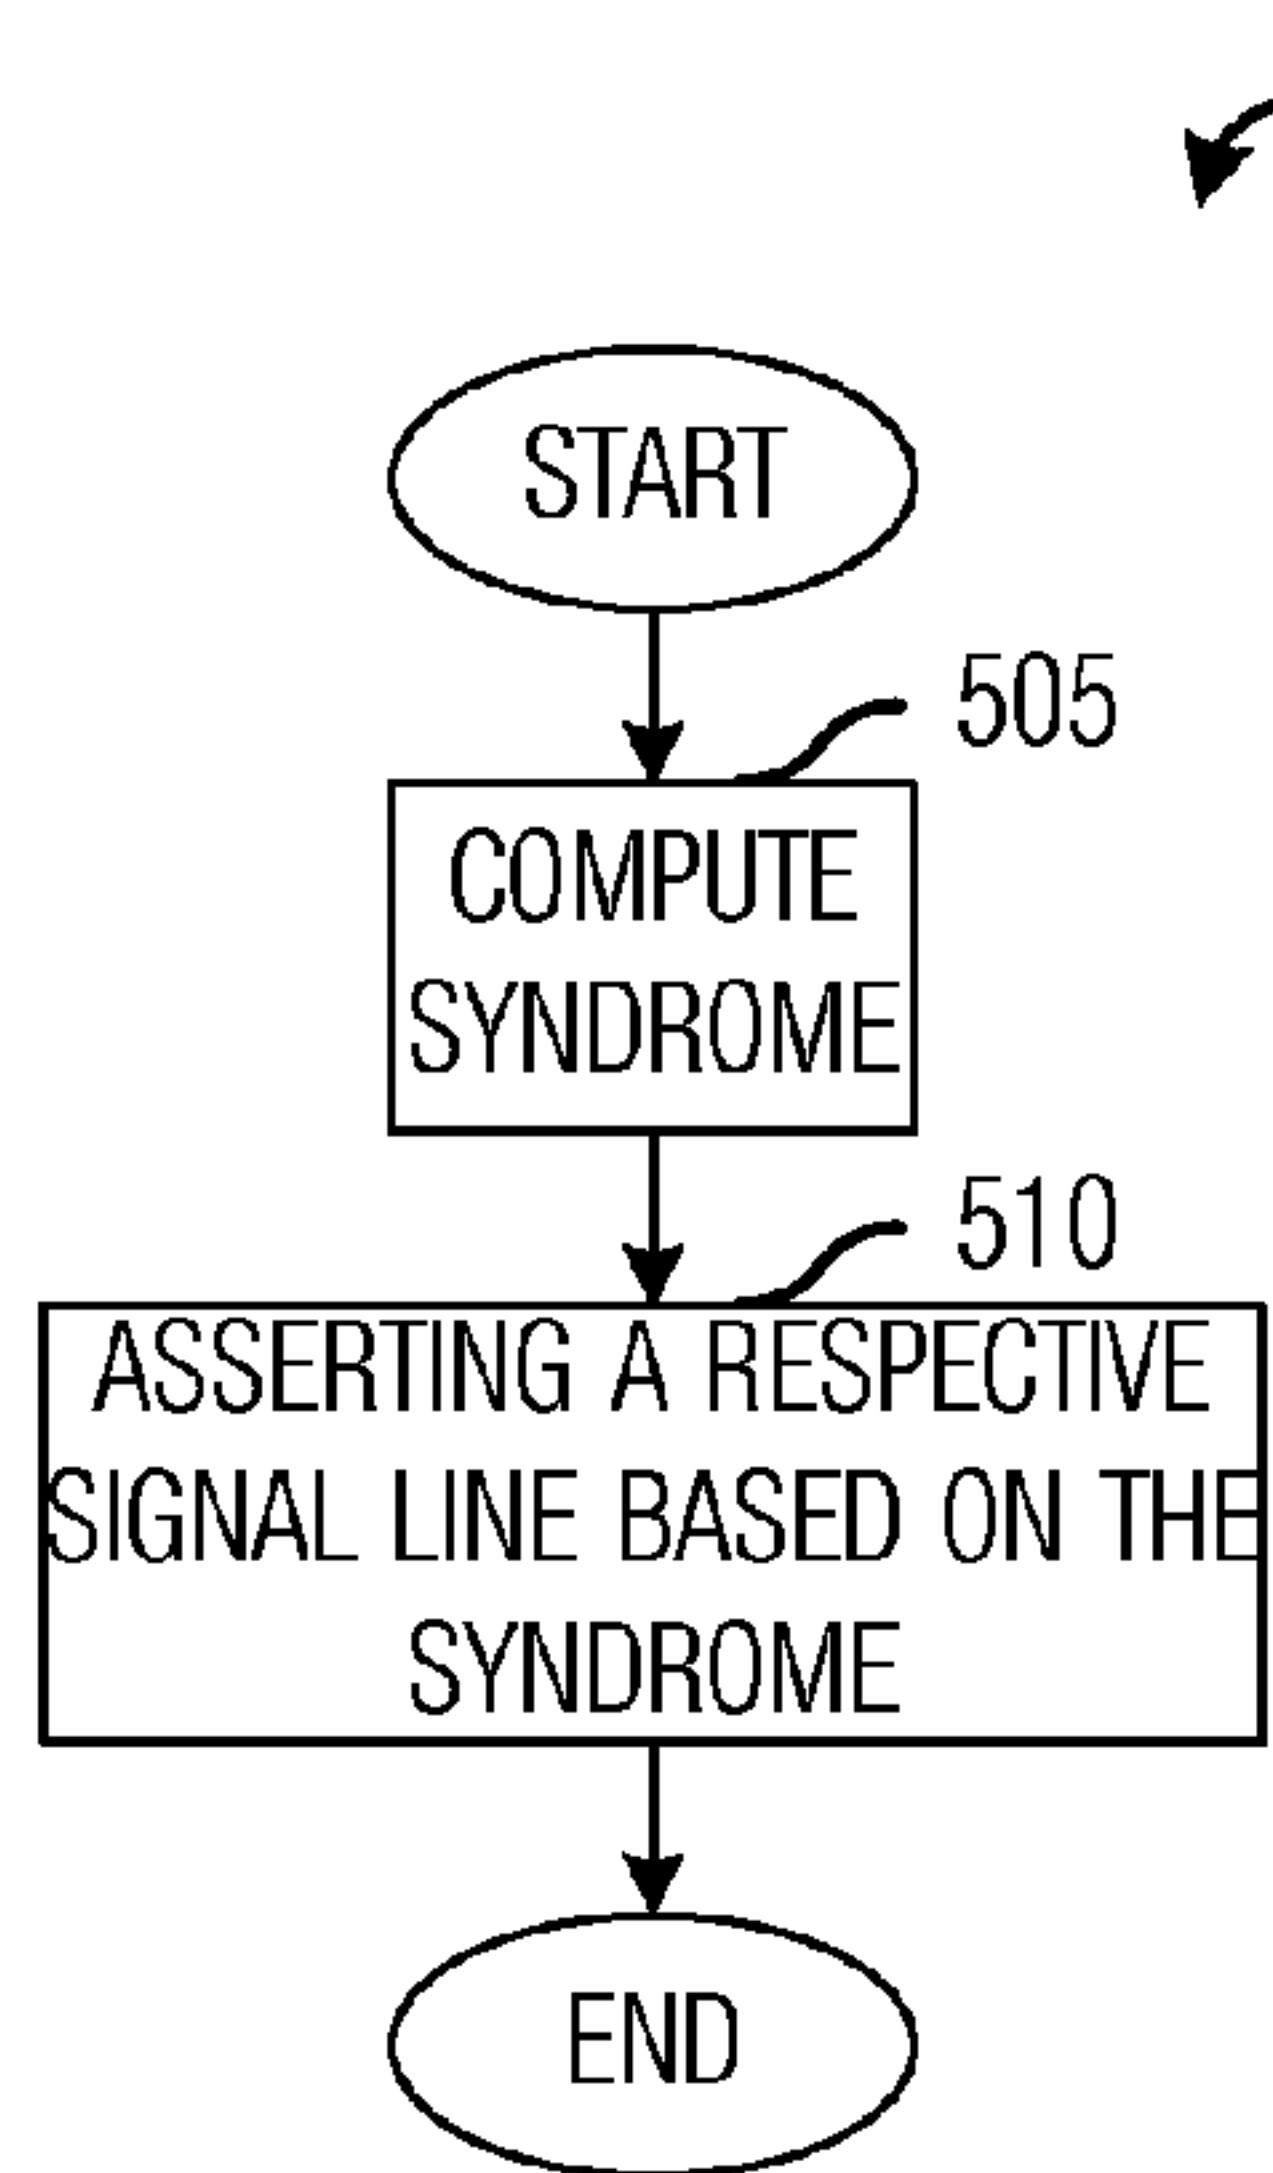 START
505
COMPUTE
SYNDROME
510
ASSERTING A RESPECTIVE
SIGNAL LINE BASED ON THE
SYNDROME
END